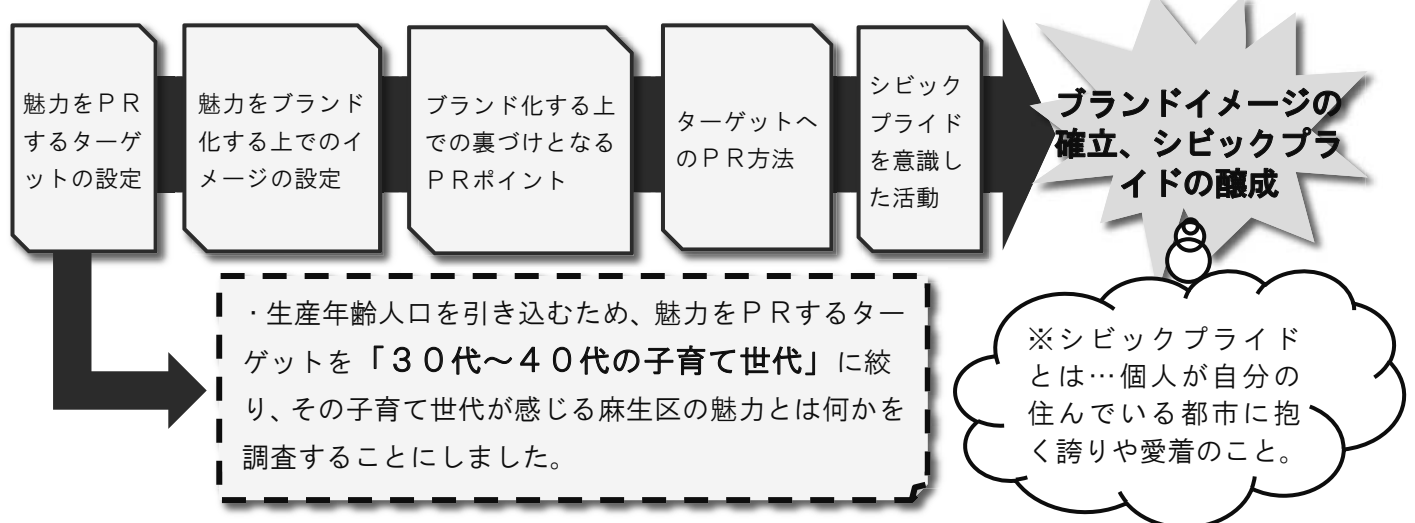 魅力をＰＲ
するターゲ
ットの設定
魅力をブランド
化する上でのイ
メージの設定
ブランド化する上
での裏づけとなる
ＰＲポイント
ターゲットへ
のＰＲ方法
シビック
プライド
を意識し
た活動
ブランドイメージの
確立、シビックプラ
イドの醸成
・生産年齢人口を引き込むため、魅力をＰＲするター
ゲットを「３０代～４０代の子育て世代」に絞
り、その子育て世代が感じる麻生区の魅力とは何かを
調査することにしました。
※シビックプライド
とは…個人が自分の
住んでいる都市に抱
く誇りや愛着のこと。